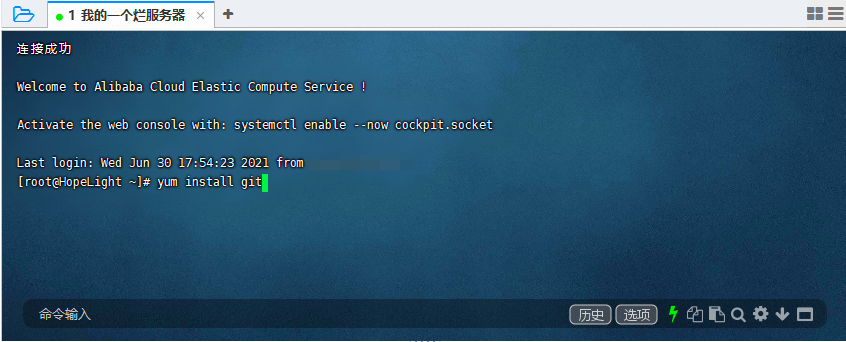 1 我的一个烂服务器
连接成功
Welcome to Alibaba Cloud Elastic Compute Service !
Activate the web console with: systemctl enable --now cockpit.socket
Last login: Wed Jun 30 17:54:23 2021 from
[root@HopeLight ~]# yum install git
命令输入 历史 选项